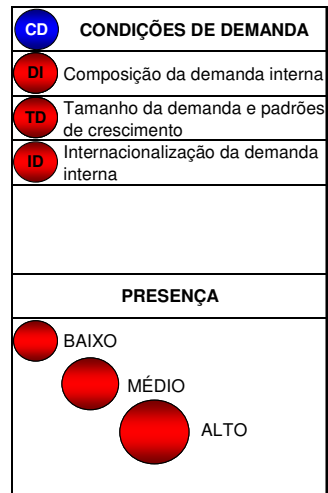 CD CONDIÇÕES DE DEMANDA
DI Composição da demanda interna
TD Tamanho da demanda e padrões
de crescimento
ID Internacionalização da demanda
interna
PRESENÇA
BAIXO
MÉDIO
ALTO